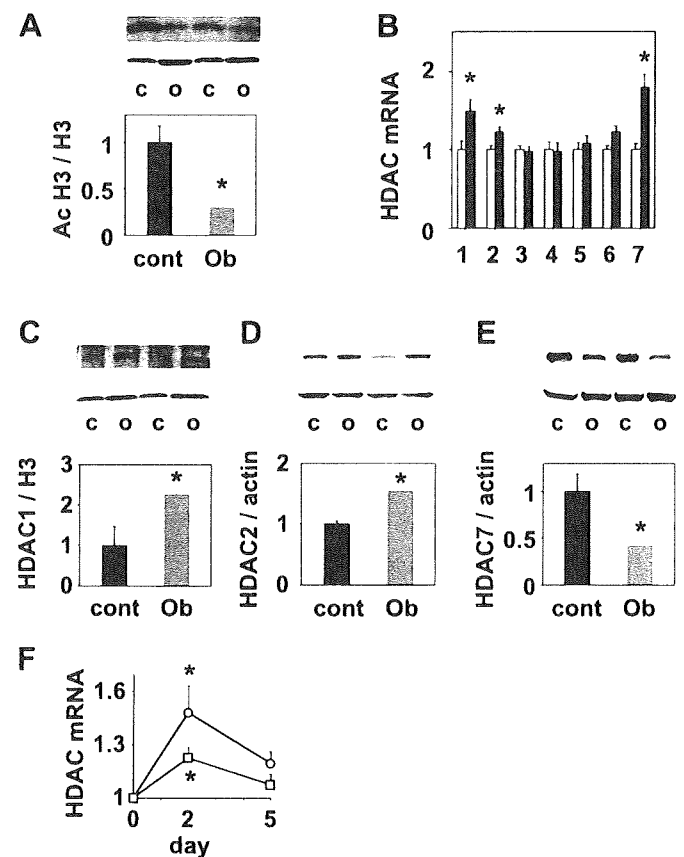 A
c o c o
Ac H3 / H3
1
0.5
0
*
cont Ob
B
HDAC mRNA
2
1
0
* * *
1 2 3 4 5 6 7
C
c o c o
HDAC1 / H3
3
2
1
0
*
cont Ob
D
c o c o
HDAC2 / actin
2
1
0
*
cont Ob
E
c o c o
HDAC7 / actin
1
0.5
0
*
cont Ob
F
HDAC mRNA
1.6
1.3
1
*
*
0 2 5
day